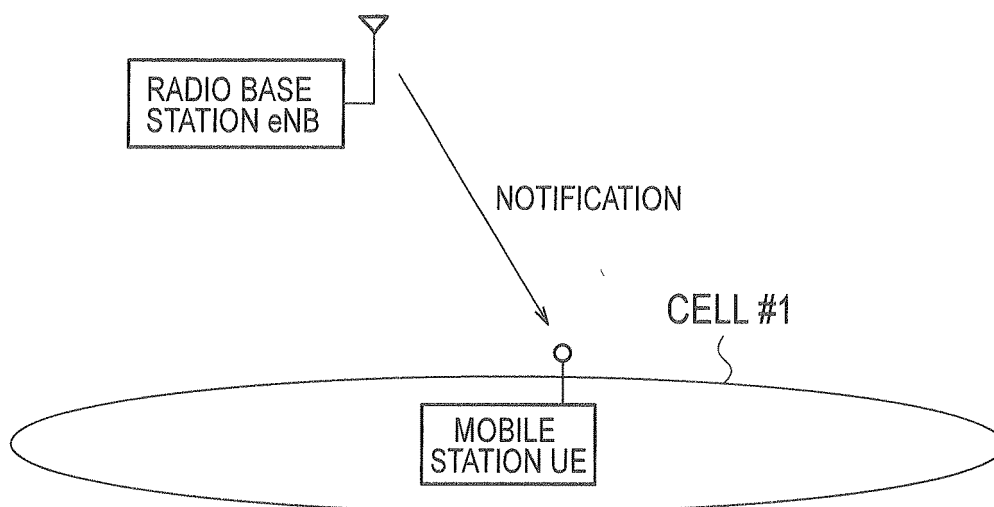 RADIO BASE
STATION eNB
NOTIFICATION
CELL #1
MOBILE
STATION UE